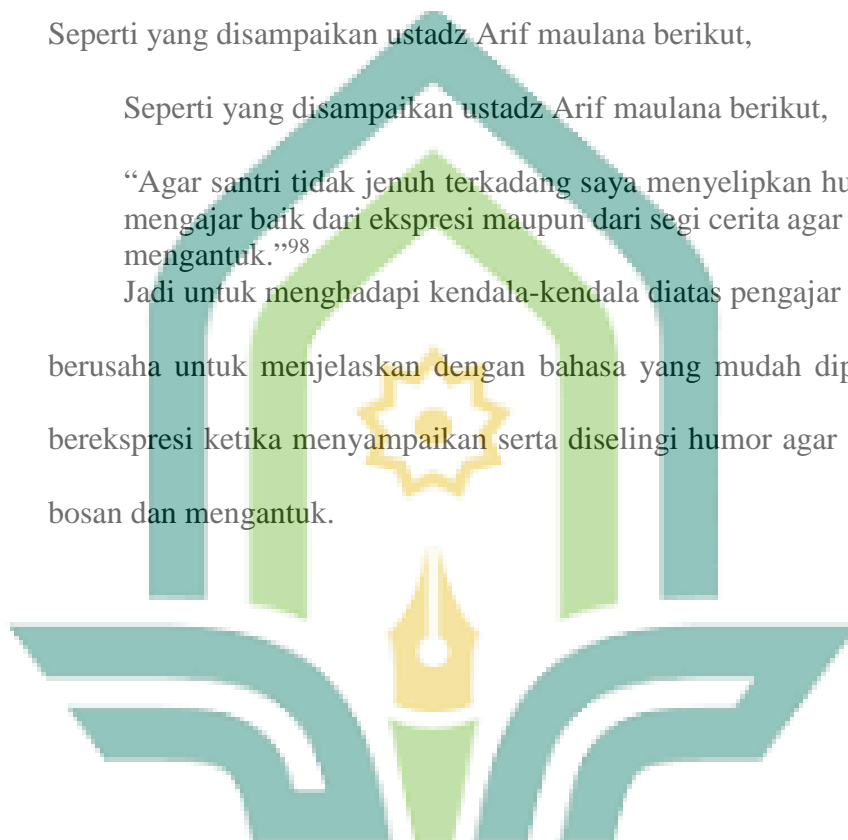 Seperti yang disampaikan ustadz Arif maulana berikut,
Seperti yang disampaikan ustadz Arif maulana berikut,
“Agar santri tidak jenuh terkadang saya menyelipkan hu
mengajar baik dari ekspresi maupun dari segi cerita agar
mengantuk.”98
Jadi untuk menghadapi kendala-kendala diatas pengajar
berusaha untuk menjelaskan dengan bahasa yang mudah dip
berekspresi ketika menyampaikan serta diselingi humor agar
bosan dan mengantuk.